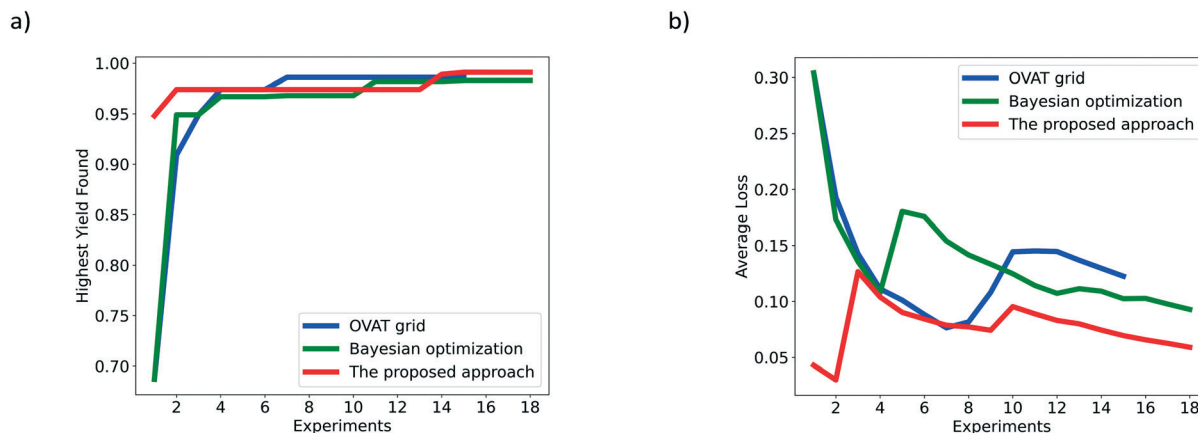 a)
1.00
0.95
0.90
0.85
0.80
0.75
0.70
Highest Yield Found
OVAT grid
Bayesian optimization
The proposed approach
2 4 6 8 10 12 14 16 18
Experiments
b)
0.30
0.25
0.20
0.15
0.10
0.05
Average Loss
OVAT grid
Bayesian optimization
The proposed approach
2 4 6 8 10 12 14 16 18
Experiments